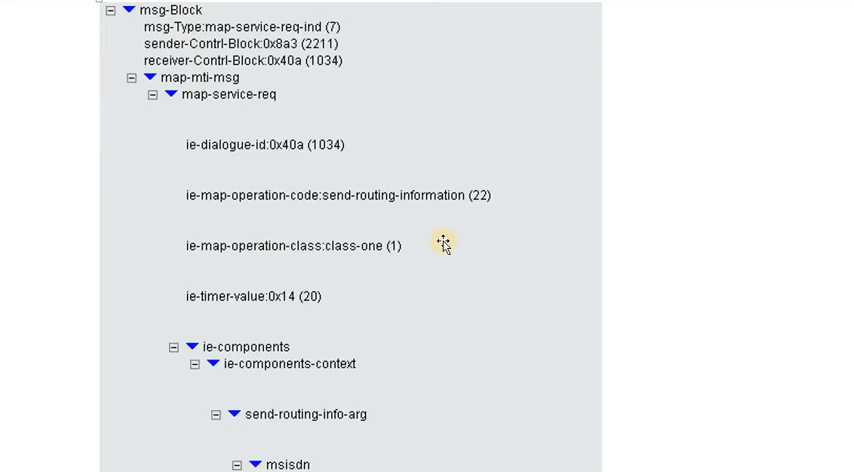 msg-Block
msg-Type:map-service-req-ind (7)
sender-Contrl-Block:0x8a3 (2211)
receiver-Contrl-Block:0x40a (1034)
map-mti-msg
map-service-req
ie-dialogue-id:0x40a (1034)
ie-map-operation-code:send-routing-information (22)
ie-map-operation-class:class-one (1)
ie-timer-value:0x14 (20)
ie-components
ie-components-context
send-routing-info-arg
msisdn